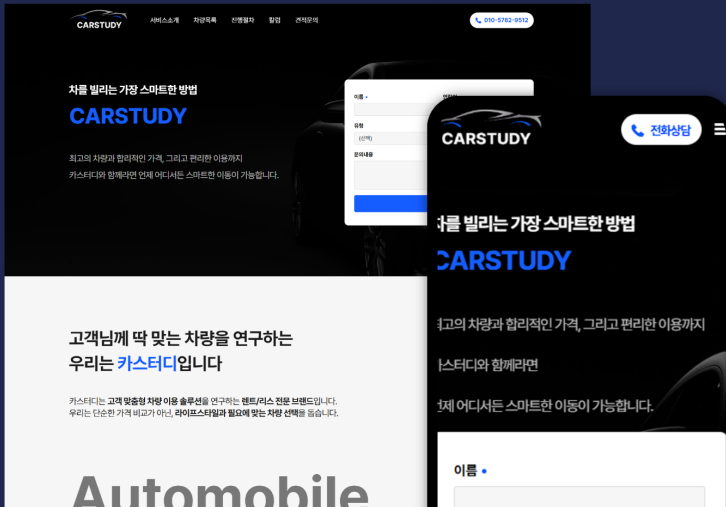 CARSTUDY
서비스소개 차량목록 진행절차 칼럼 견적문의
010-5782-9512
차를 빌리는 가장 스마트한 방법
CARSTUDY
최고의 차량과 합리적인 가격, 그리고 편리한 이용까지
카스터디와 함께라면 언제 어디서든 스마트한 이동이 가능합니다.
이름
유형
(선택)
문의내용
고객님께 딱 맞는 차량을 연구하는
우리는 카스터디입니다
카스터디는 고객 맞춤형 차량 이용 솔루션을 연구하는 렌트/리스 전문 브랜드입니다.
우리는 단순한 가격 비교가 아닌, 라이프스타일과 필요에 맞는 차량 선택을 돕습니다.
Automobile
CARSTUDY
전화상담
차를 빌리는 가장 스마트한 방법
CARSTUDY
최고의 차량과 합리적인 가격, 그리고 편리한 이용까지
카스터디와 함께라면
언제 어디서든 스마트한 이동이 가능합니다.
이름